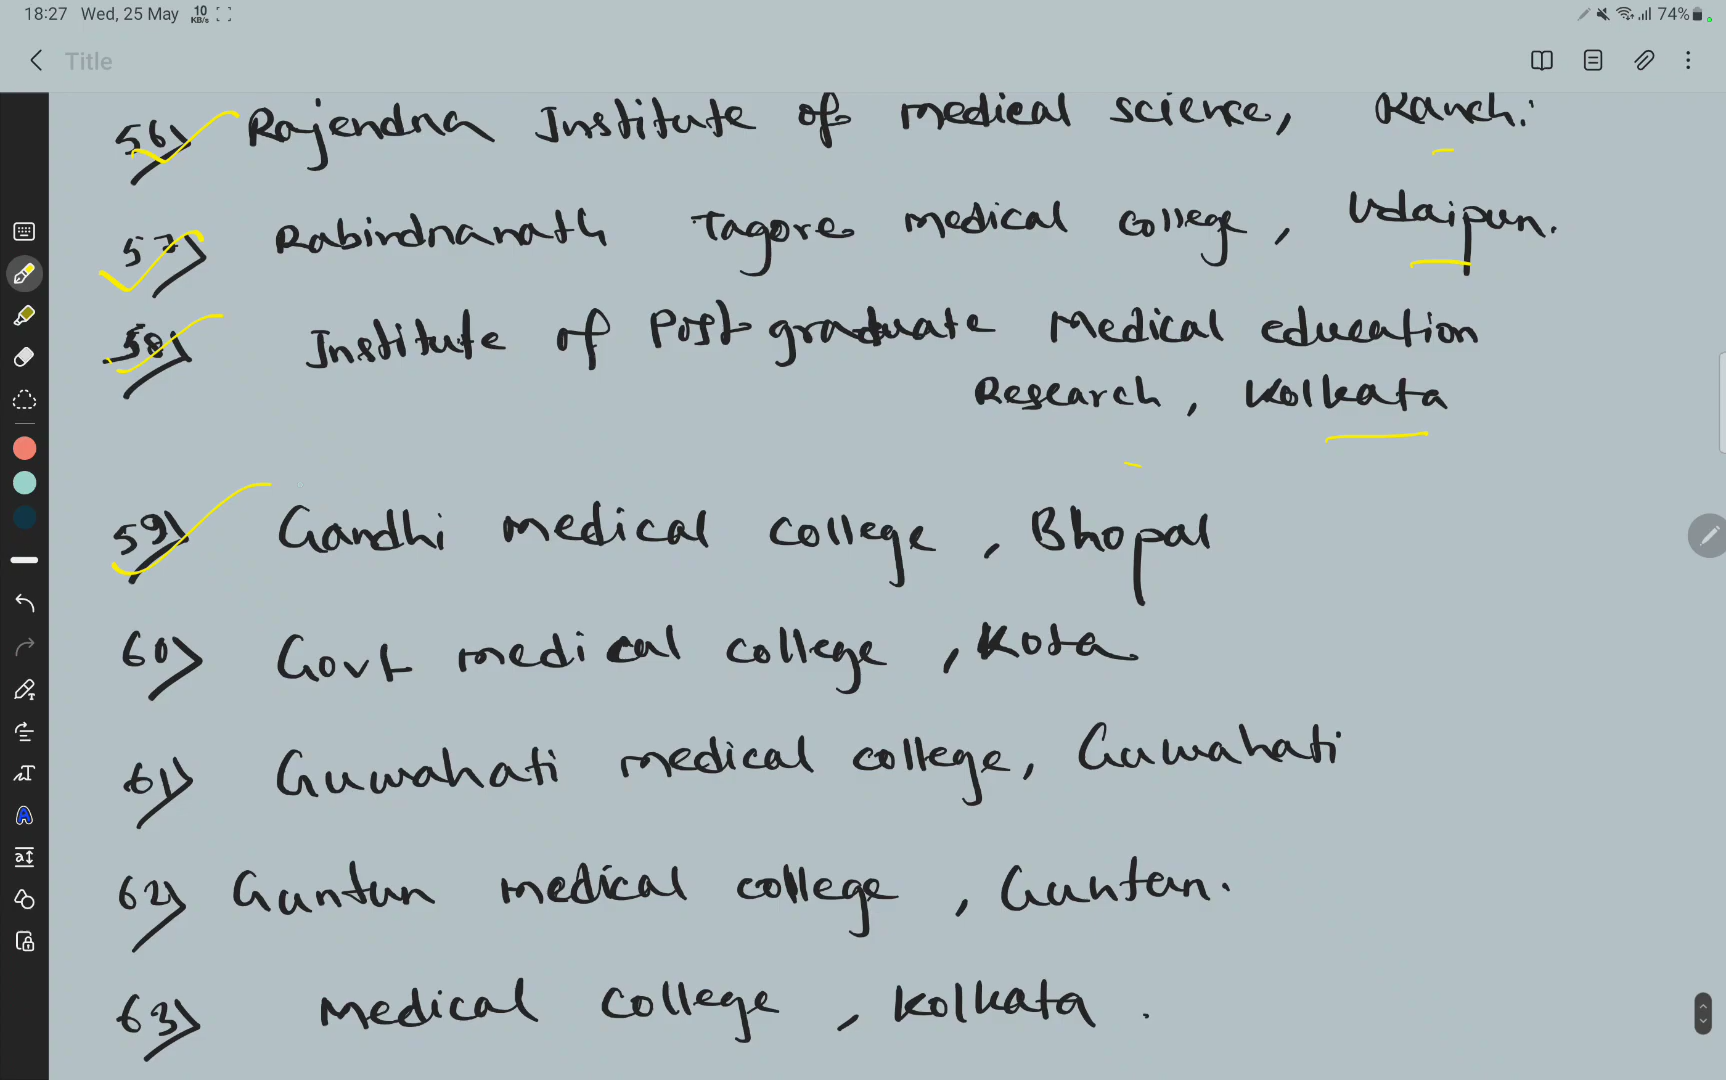 18:27 Wed, 25 May 10 KB/s 74%
Title
56) Rajendra Institute of medical science, Ranchi
57) Rabindranath Tagore medical college, Udaipur.
58) Institute of Post graduate Medical education
Research, Kolkata
59) Gandhi medical college, Bhopal
60) Govt medical college, Kota
61) Guwahati medical college, Guwahati
62) Guntur medical college, Guntur.
63) Medical college, Kolkata.